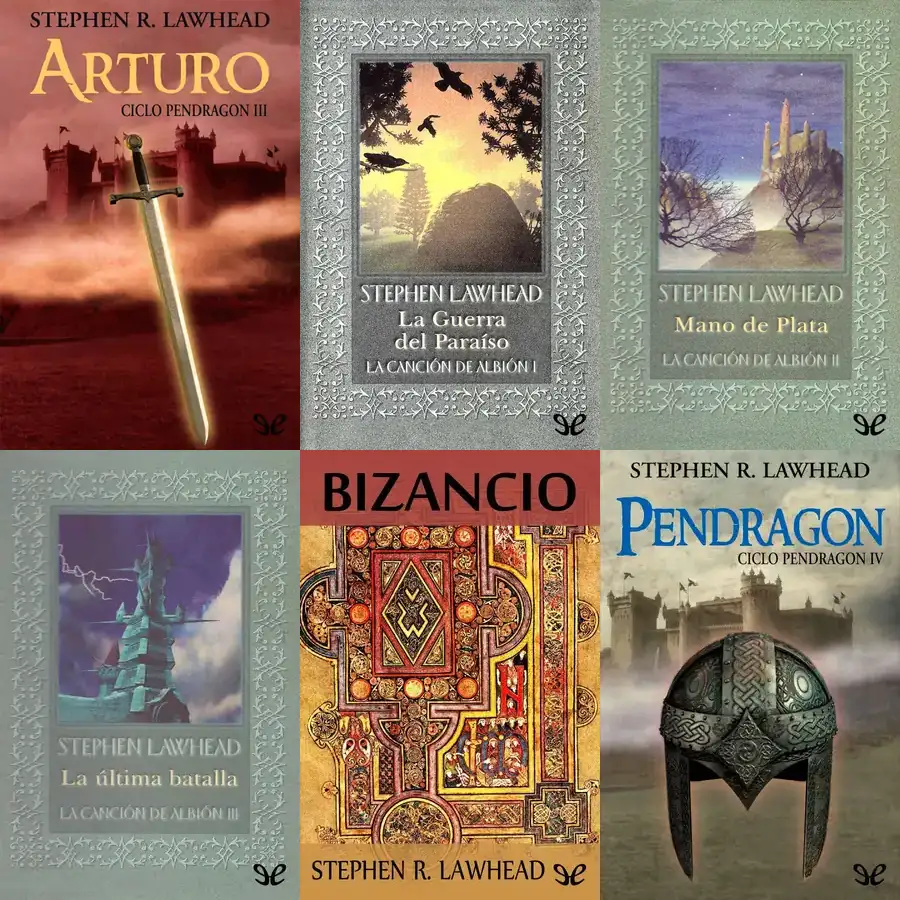 STEPHEN R. LAWHEAD
ARTURO
CICLO PENDRAGON III
STEPHEN LAWHEAD
La Guerra
del Paraíso
LA CANCIÓN DE ALBIÓN I
STEPHEN LAWHEAD
Mano de Plata
LA CANCIÓN DE ALBIÓN II
STEPHEN LAWHEAD
La última batalla
LA CANCIÓN DE ALBIÓN III
BIZANCIO
STEPHEN R. LAWHEAD
STEPHEN R. LAWHEAD
PENDRAGON
CICLO PENDRAGON IV